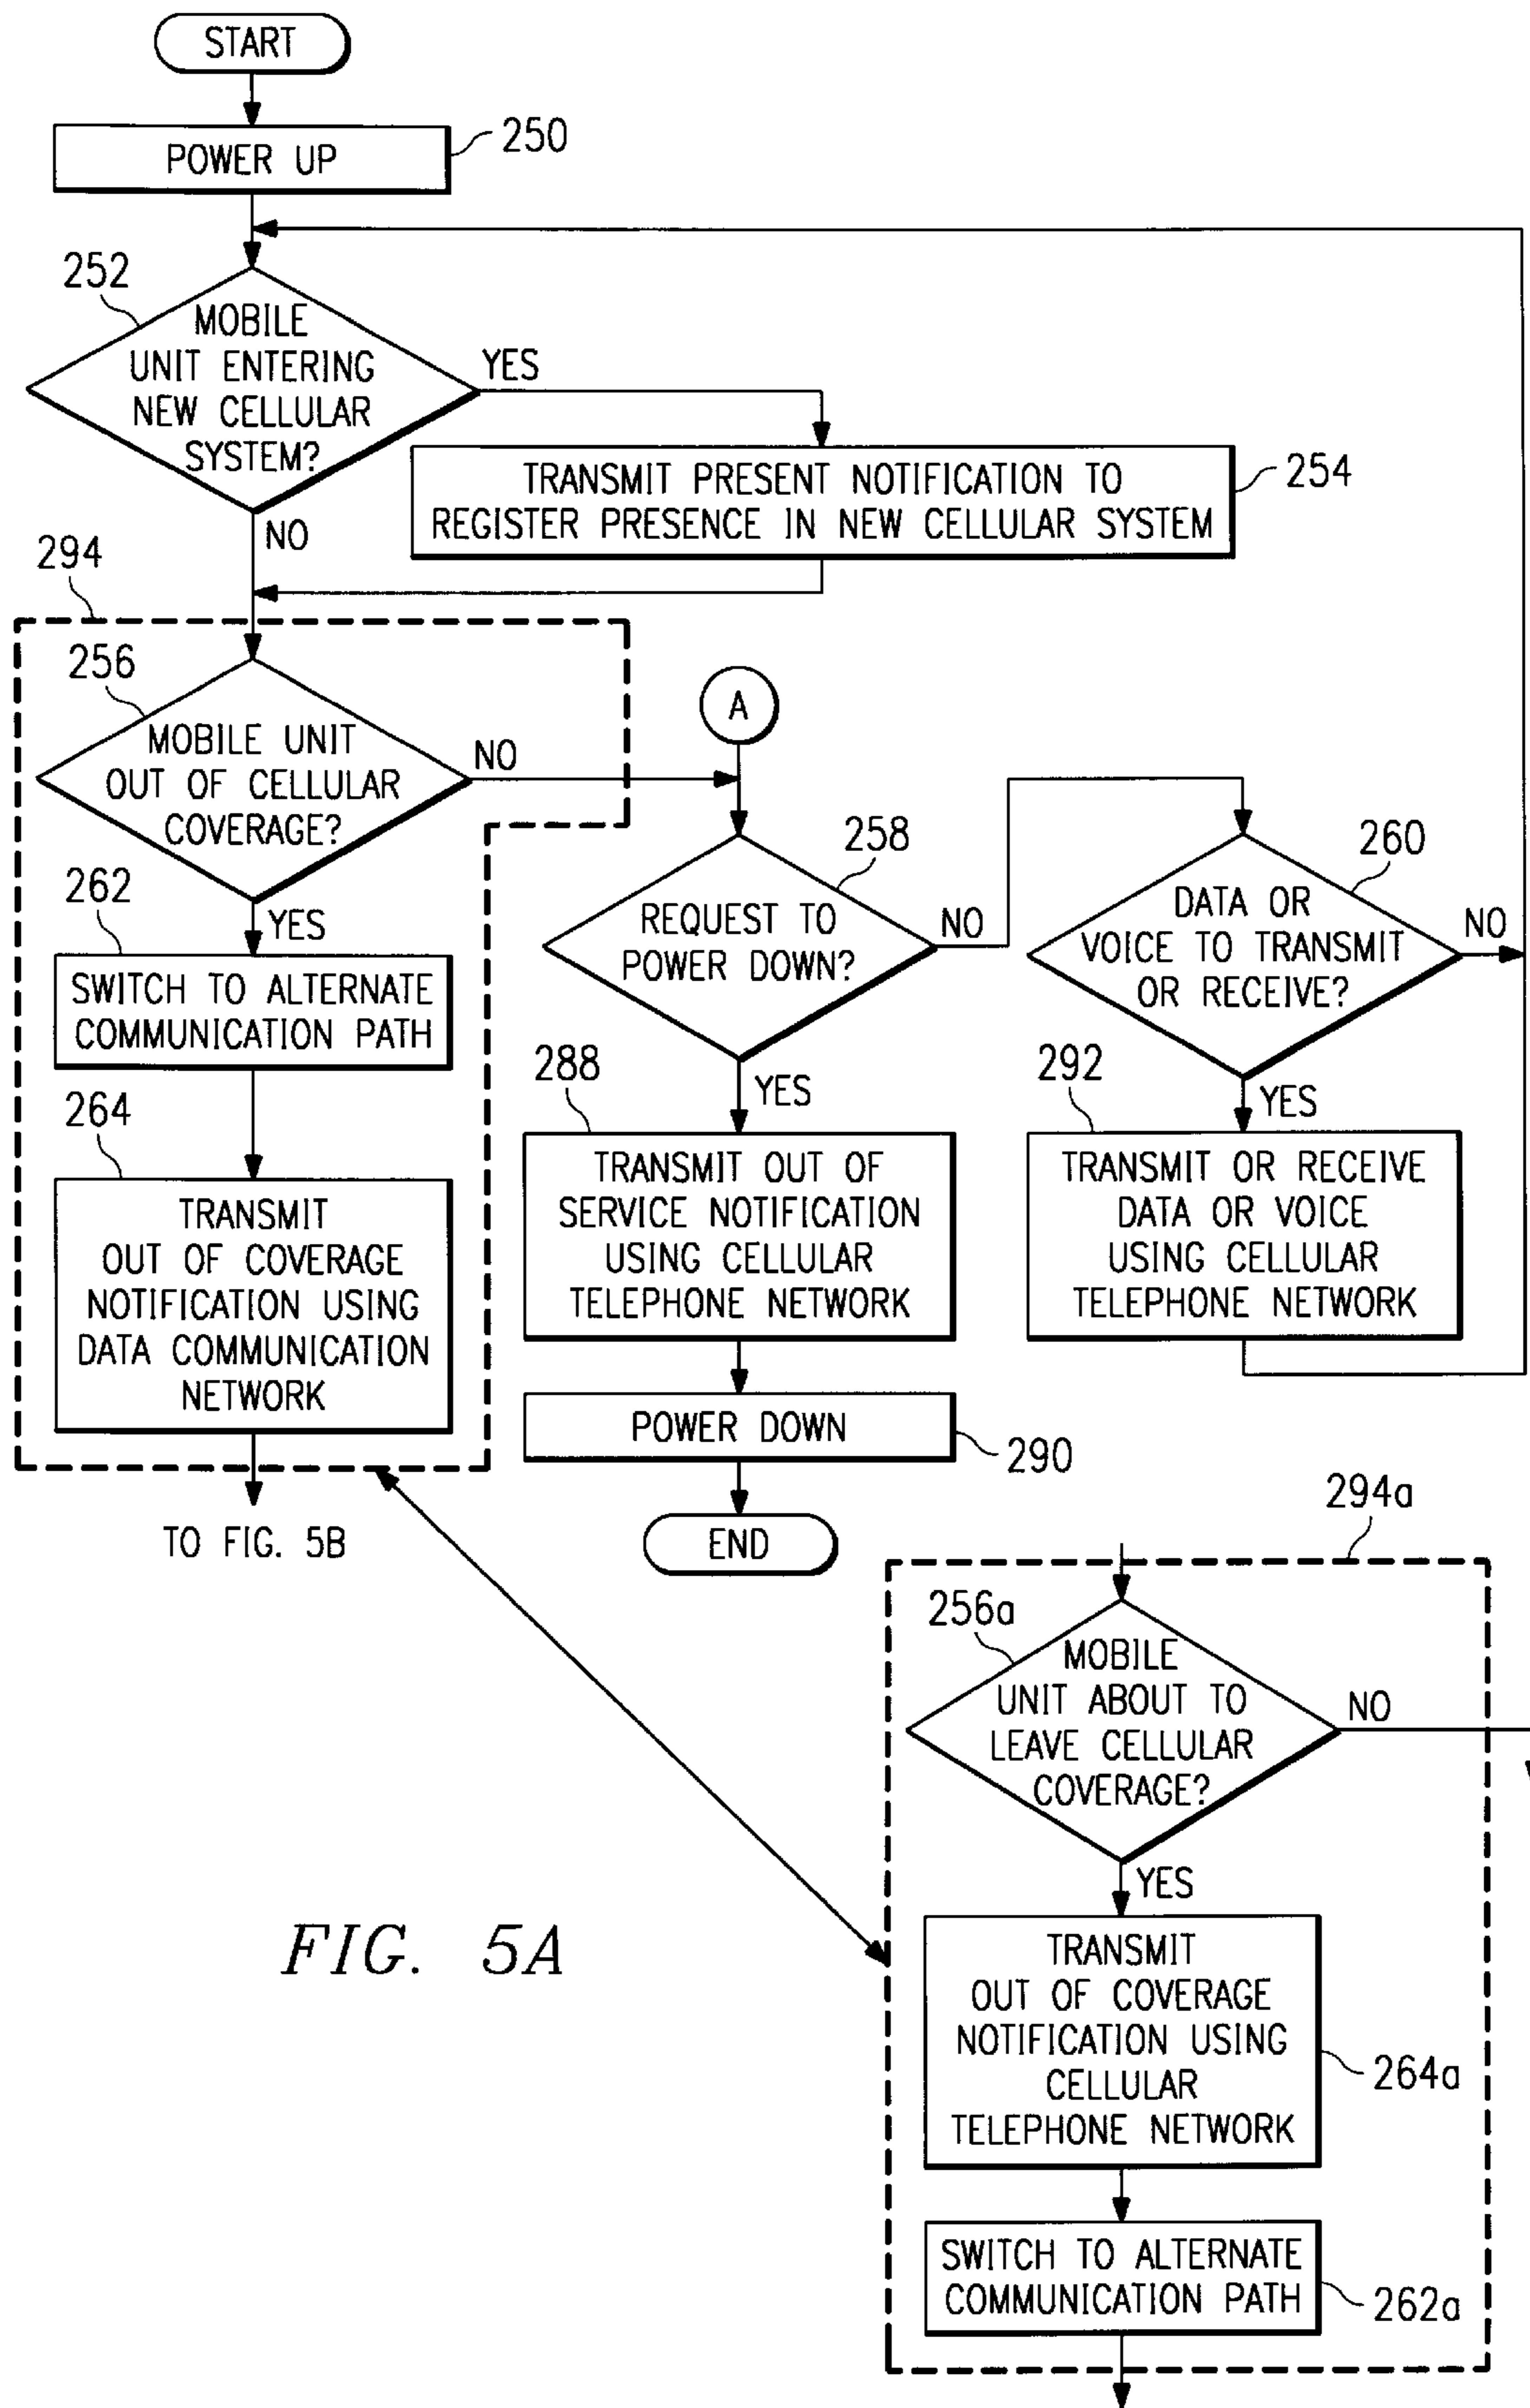 START
POWER UP
250
252
MOBILE
UNIT ENTERING
NEW CELLULAR
SYSTEM?
YES
NO
TRANSMIT PRESENT NOTIFICATION TO
REGISTER PRESENCE IN NEW CELLULAR SYSTEM
254
294
256
MOBILE UNIT
OUT OF CELLULAR
COVERAGE?
NO
YES
A
262
SWITCH TO ALTERNATE
COMMUNICATION PATH
264
TRANSMIT
OUT OF COVERAGE
NOTIFICATION USING
DATA COMMUNICATION
NETWORK
TO FIG. 5B
258
REQUEST TO
POWER DOWN?
NO
YES
288
TRANSMIT OUT OF
SERVICE NOTIFICATION
USING CELLULAR
TELEPHONE NETWORK
POWER DOWN
290
END
260
DATA OR
VOICE TO TRANSMIT
OR RECEIVE?
NO
YES
292
TRANSMIT OR RECEIVE
DATA OR VOICE
USING CELLULAR
TELEPHONE NETWORK
294a
256a
MOBILE
UNIT ABOUT TO
LEAVE CELLULAR
COVERAGE?
NO
YES
TRANSMIT
OUT OF COVERAGE
NOTIFICATION USING
CELLULAR
TELEPHONE NETWORK
264a
SWITCH TO ALTERNATE
COMMUNICATION PATH
262a
FIG. 5A